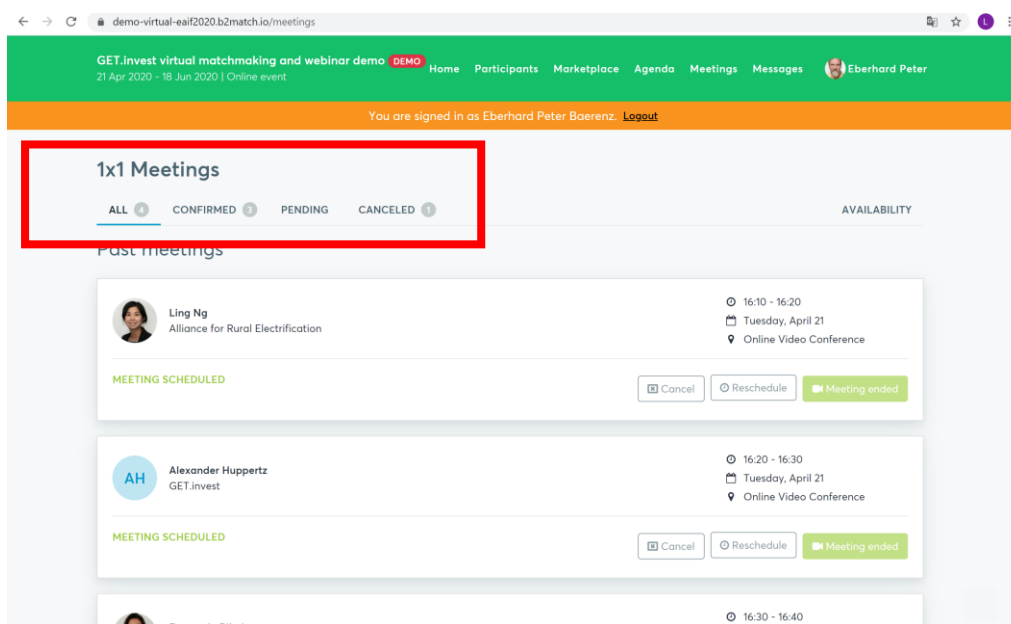 demo-virtual-eaif2020.b2match.io/meetings
L
GET.invest virtual matchmaking and webinar demo DEMO
21 Apr 2020 - 18 Jun 2020 | Online event
Home Participants Marketplace Agenda Meetings Messages Eberhard Peter
You are signed in as Eberhard Peter Baerenz. Logout
1x1 Meetings
ALL 4 CONFIRMED 3 PENDING CANCELED 1 AVAILABILITY
Past meetings
Ling Ng
Alliance for Rural Electrification
16:10 - 16:20
Tuesday, April 21
Online Video Conference
MEETING SCHEDULED
Cancel Reschedule Meeting ended
AH
Alexander Huppertz
GET.invest
16:20 - 16:30
Tuesday, April 21
Online Video Conference
MEETING SCHEDULED
Cancel Reschedule Meeting ended
16:30 - 16:40